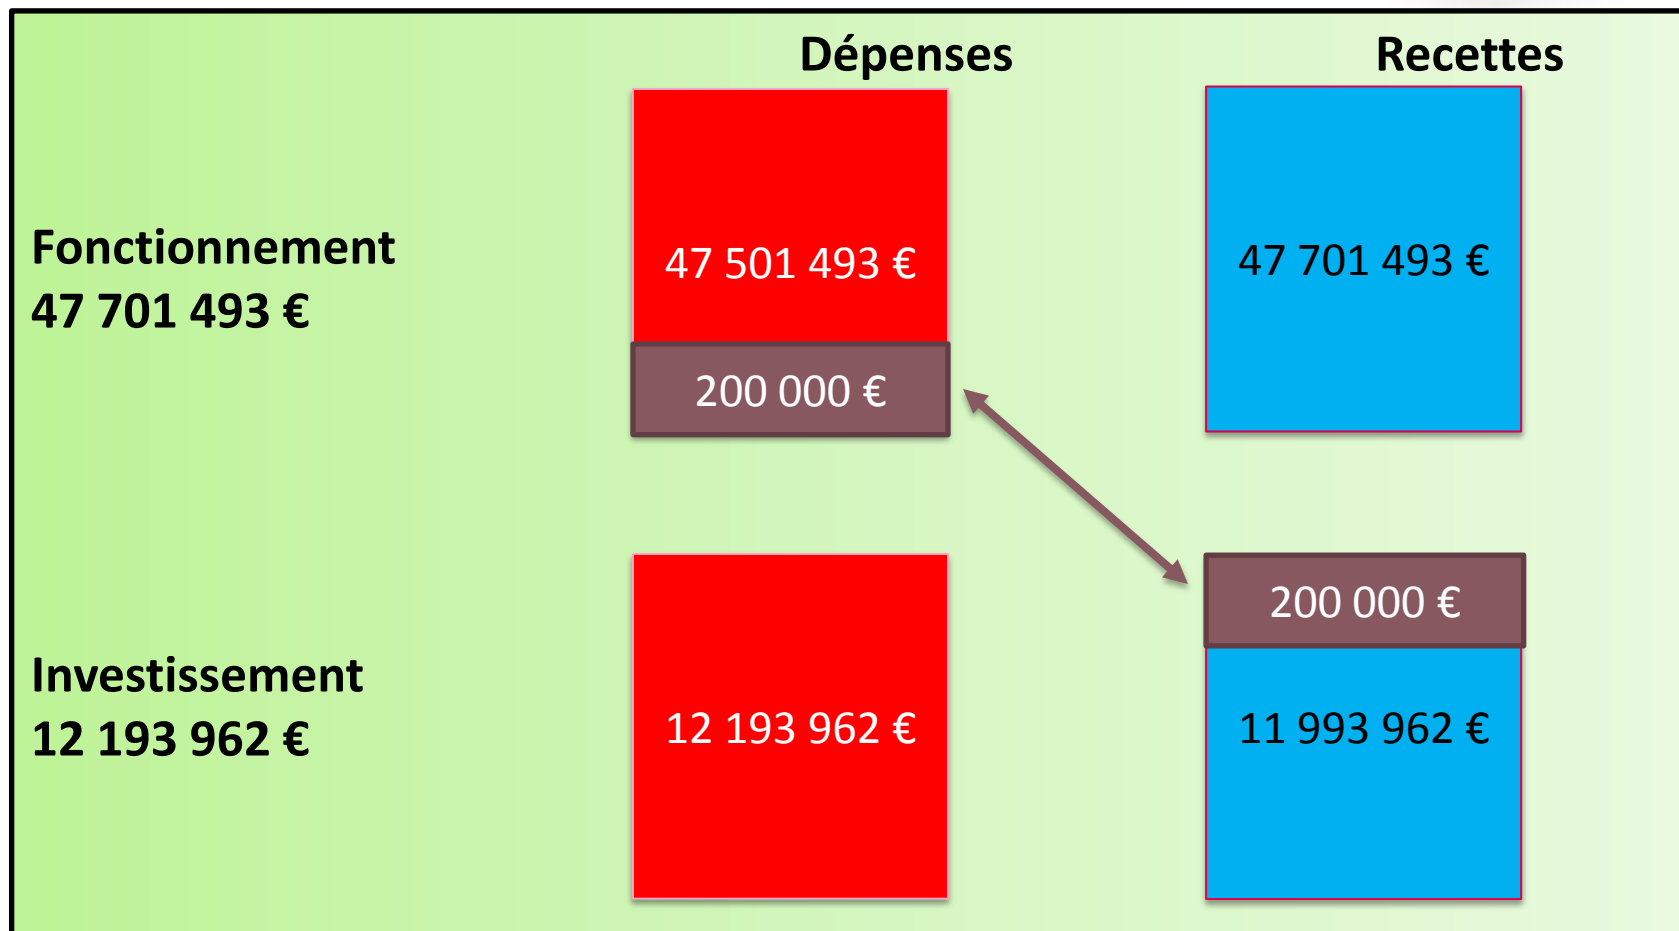 Dépenses
Recettes
Fonctionnement
47 701 493 €
47 501 493 €
47 701 493 €
200 000 €
200 000 €
Investissement
12 193 962 €
12 193 962 €
11 993 962 €